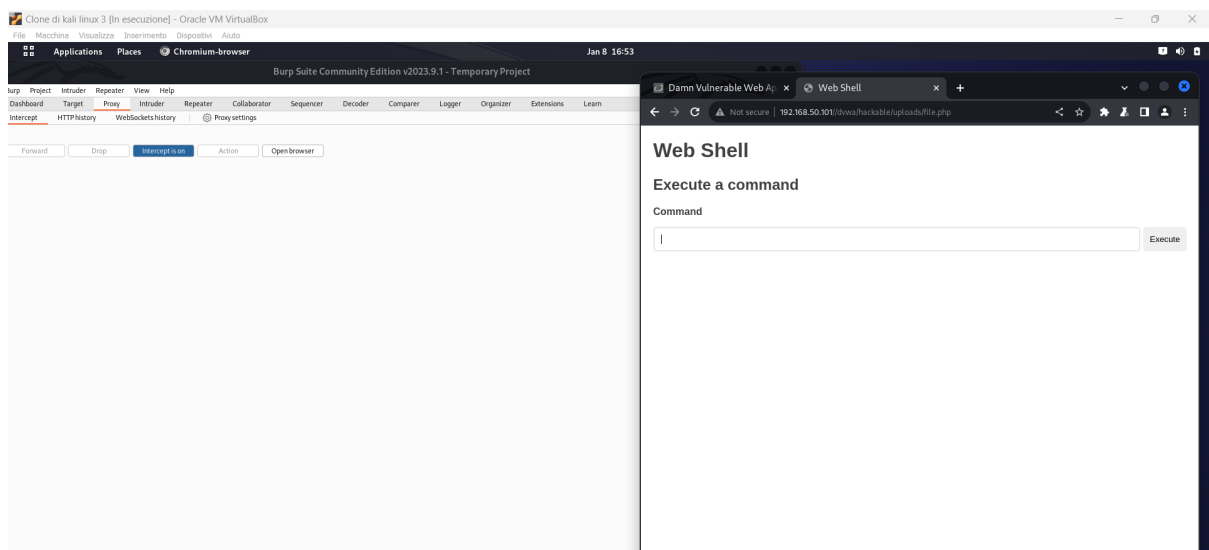 Clone di kali linux 3 [In esecuzione] - Oracle VM VirtualBox
File Macchina Visualizza Inserimento Dispositivi Aiuto
Applications Places Chromium-browser Jan 8 16:53
Burp Suite Community Edition v2023.9.1 - Temporary Project
Burp Project Intruder Repeater View Help
Dashboard Target Proxy Intruder Repeater Collaborator Sequencer Decoder Comparer Logger Organizer Extensions Learn
Intercept HTTP history WebSockets history Proxy settings
Forward Drop Intercept is on Action Open browser
Damn Vulnerable Web Ap Web Shell
Not secure 192.168.50.101//dvwa/hackable/uploads/file.php
Web Shell
Execute a command
Command
Execute